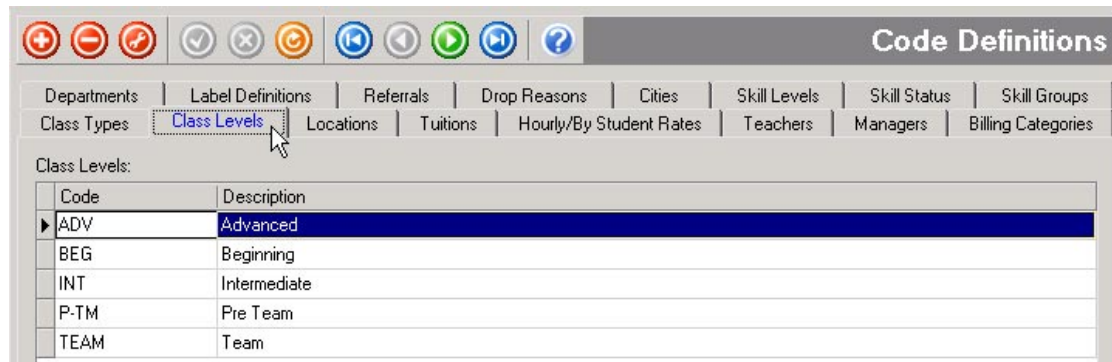 Code Definitions
Departments Label Definitions Referrals Drop Reasons Cities Skill Levels Skill Status Skill Groups
Class Types Class Levels Locations Tuitions Hourly/By Student Rates Teachers Managers Billing Categories
Class Levels:
Code Description
ADV Advanced
BEG Beginning
INT Intermediate
P-TM Pre Team
TEAM Team